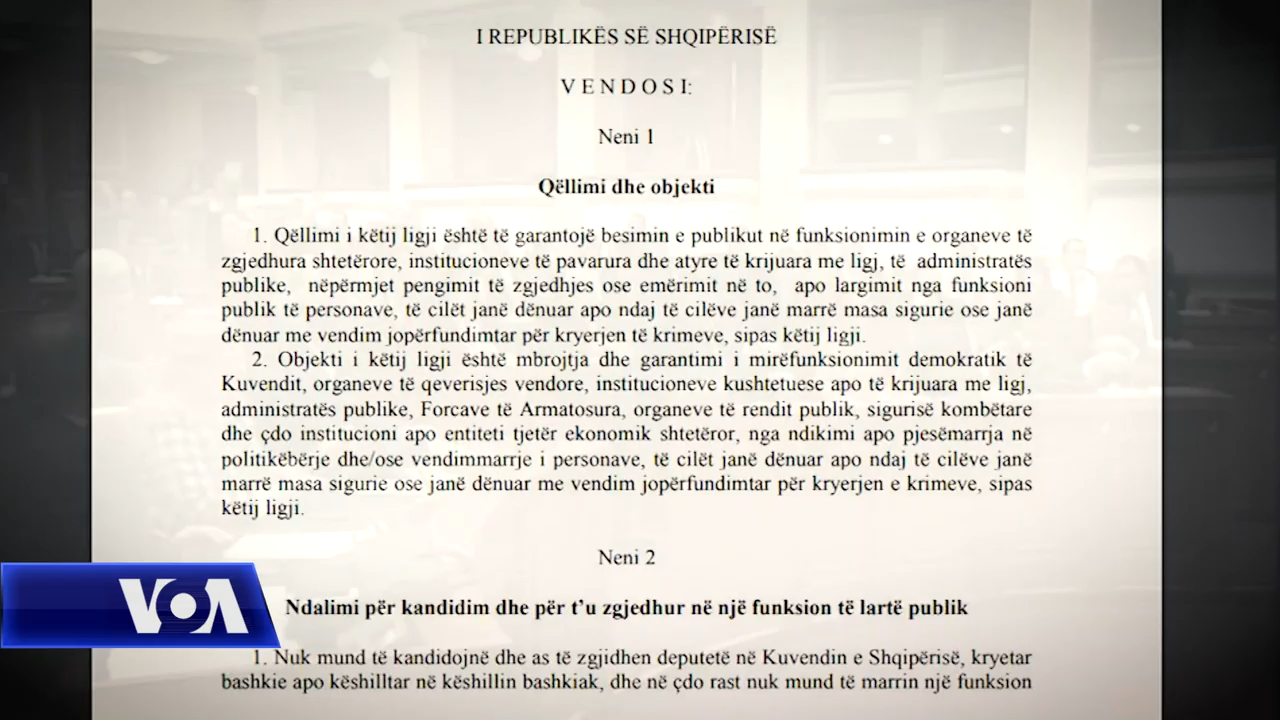 I REPUBLIKËS SË SHQIPËRISË
V E N D O S I:
Neni 1
Qëllimi dhe objekti
1. Qëllimi i këtij ligji është të garantojë besimin e publikut në funksionimin e organeve të
zgjedhura shtetërore, institucioneve të pavarura dhe atyre të krijuara me ligj, të administratës
publike, nëpërmjet pengimit të zgjedhjes ose emërimit në to, apo largimit nga funksioni
publik të personave, të cilët janë dënuar apo ndaj të cilëve janë marrë masa sigurie ose janë
dënuar me vendim jopërfundimtar për kryerjen të krimeve, sipas këtij ligji.
2. Objekti i këtij ligji është mbrojtja dhe garantimi i mirëfunksionimit demokratik të
Kuvendit, organeve të qeverisjes vendore, institucioneve kushtetuese apo të krijuara me ligj,
administratës publike, Forcave të Armatosura, organeve të rendit publik, sigurisë kombëtare
dhe çdo institucioni apo entiteti tjetër ekonomik shtetëror, nga ndikimi apo pjesëmarrja në
politikëbërje dhe/ose vendimmarrje i personave, të cilët janë dënuar apo ndaj të cilëve janë
marrë masa sigurie ose janë dënuar me vendim jopërfundimtar për kryerjen e krimeve, sipas
këtij ligji.
Neni 2
Ndalimi për kandidim dhe për t’u zgjedhur në një funksion të lartë publik
1. Nuk mund të kandidojnë dhe as të zgjidhen deputetë në Kuvendin e Shqipërisë, kryetar
bashkie apo këshilltar në këshillin bashkiak, dhe në çdo rast nuk mund të marrin një funksion
VOA